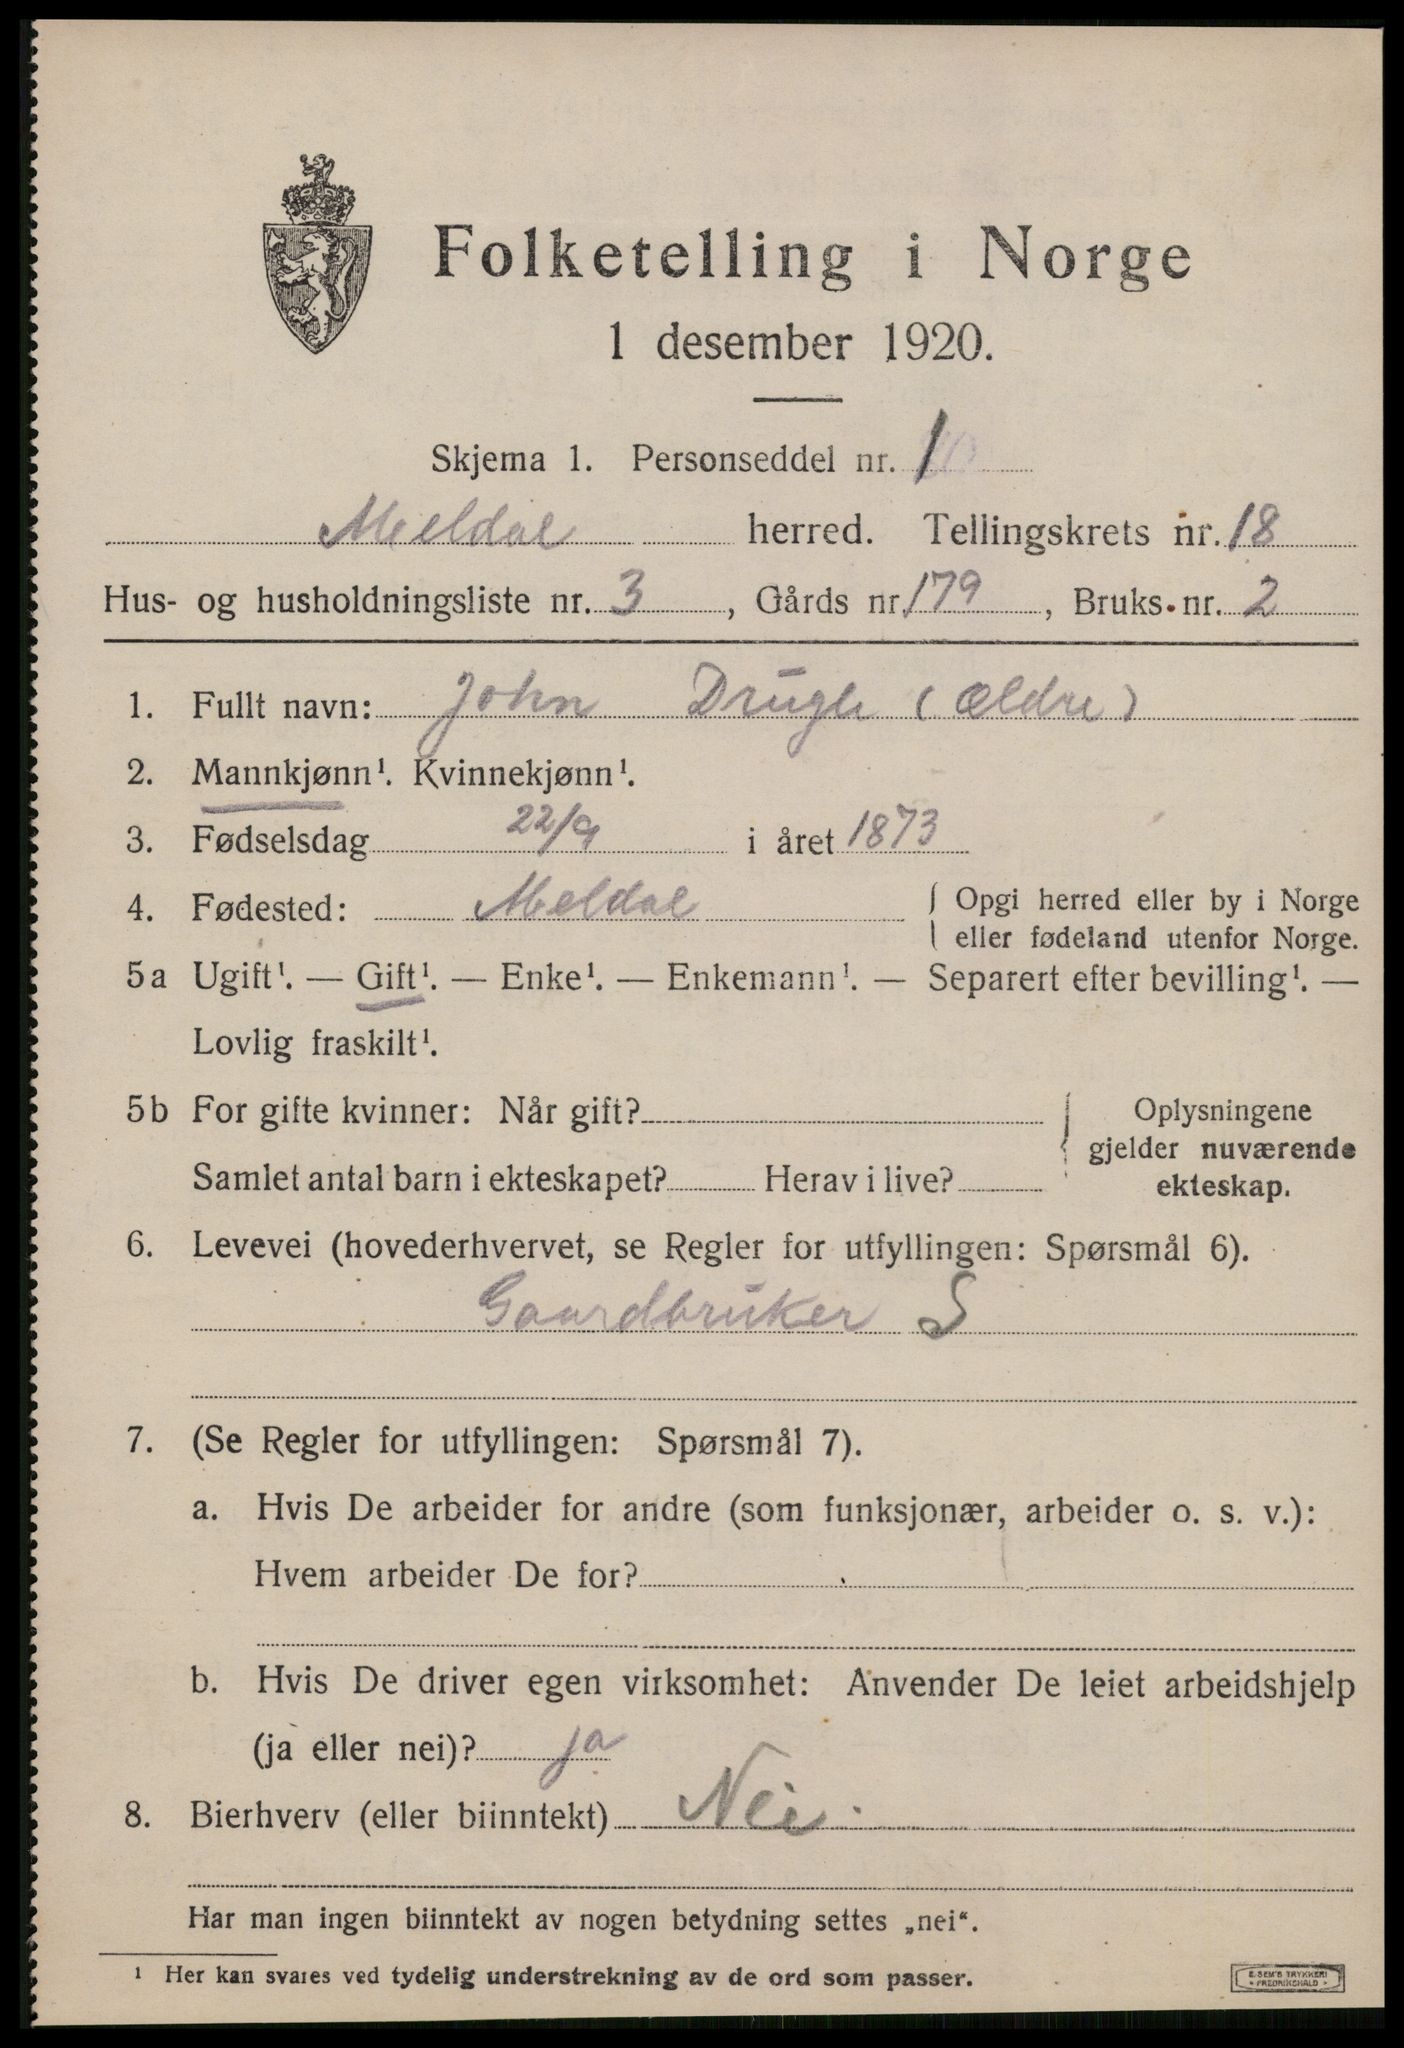 Folketelling i Norge
1 desember 1920.
Skjema 1. Personseddel nr. 1
Meldal herred. Tellingskrets nr. 18
Hus- og husholdningsliste nr. 3, Gårds nr. 179, Bruks nr. 2
1. Fullt navn: John Drugli (ældre)
2. Mannkjønn¹. Kvinnekjønn¹.
3. Fødselsdag 22/9 i året 1873
4. Fødested: Meldal { Opgi herred eller by i Norge
eller fødeland utenfor Norge.
5a Ugift¹. — Gift¹. — Enke¹. — Enkemann¹. — Separert efter bevilling¹. —
Lovlig fraskilt¹.
5b For gifte kvinner: Når gift?
Samlet antal barn i ekteskapet? Herav i live?
{ Oplysningene
gjelder nuværende
ekteskap.
6. Levevei (hovederhvervet, se Regler for utfyllingen: Spørsmål 6).
Gaardbruker S
7. (Se Regler for utfyllingen: Spørsmål 7).
a. Hvis De arbeider for andre (som funksjonær, arbeider o. s. v.):
Hvem arbeider De for?
b. Hvis De driver egen virksomhet: Anvender De leiet arbeidshjelp
(ja eller nei)? ja
8. Bierhverv (eller biinntekt) Nei.
Har man ingen biinntekt av nogen betydning settes „nei“.
¹ Her kan svares ved tydelig understrekning av de ord som passer.
E. SEM'S TRYKKERI
• FREDRIKSHALD •